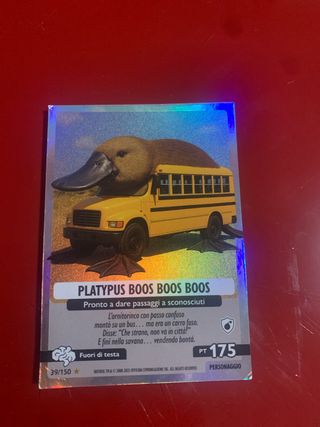 PLATYPUS BOOS BOOS BOOS
Pronto a dare passaggi a sconosciuti
L'ornitorinco con passo confuso
montò su un bus... ma era un carro fuso.
Disse: "Che strano, non va in città!"
E finì nella savana... vendendo bontà.
Fuori di testa
PT 175
39/150
PERSONAGGIO